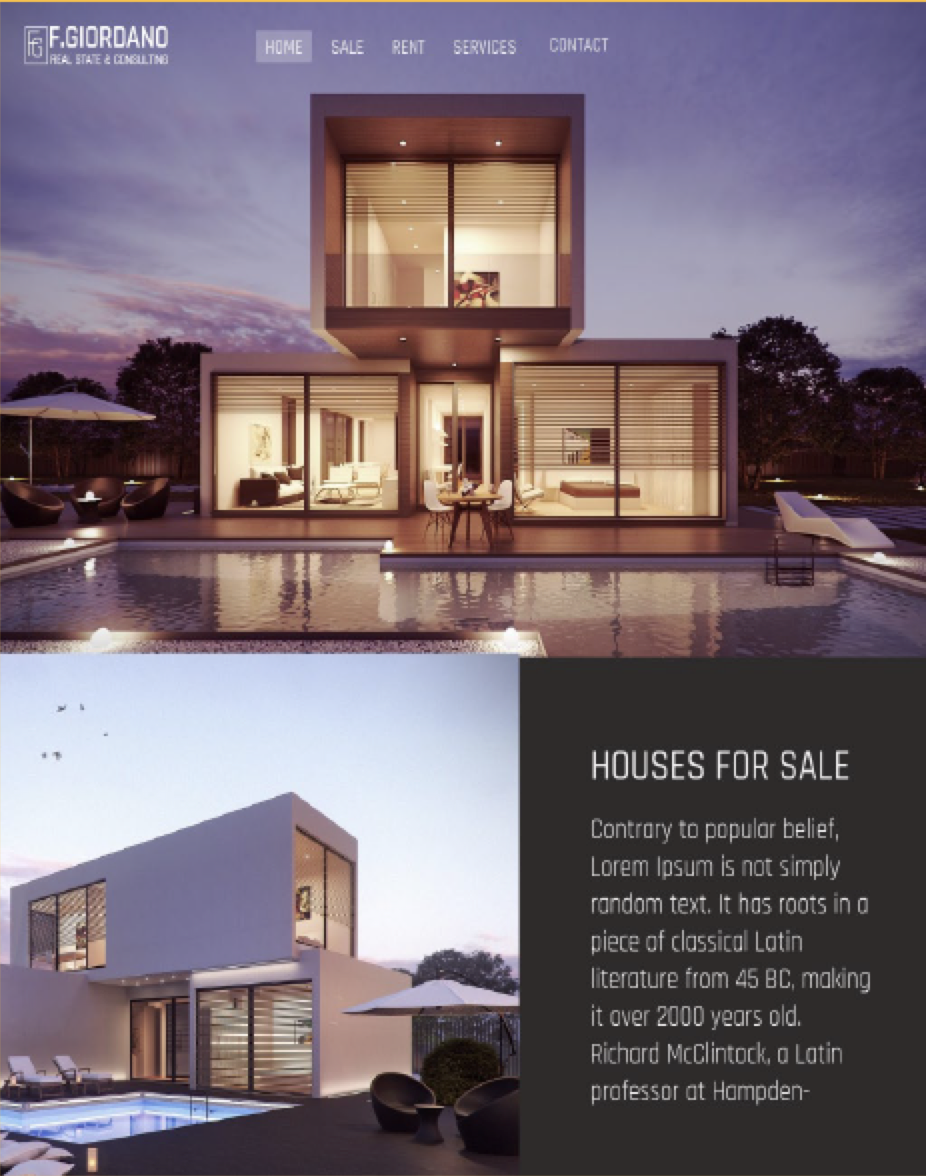 FG F.GIORDANO
REAL STATE & CONSULTING
HOME SALE RENT SERVICES CONTACT
HOUSES FOR SALE
Contrary to popular belief,
Lorem Ipsum is not simply
random text. It has roots in a
piece of classical Latin
literature from 45 BC, making
it over 2000 years old.
Richard McClintock, a Latin
professor at Hampden-